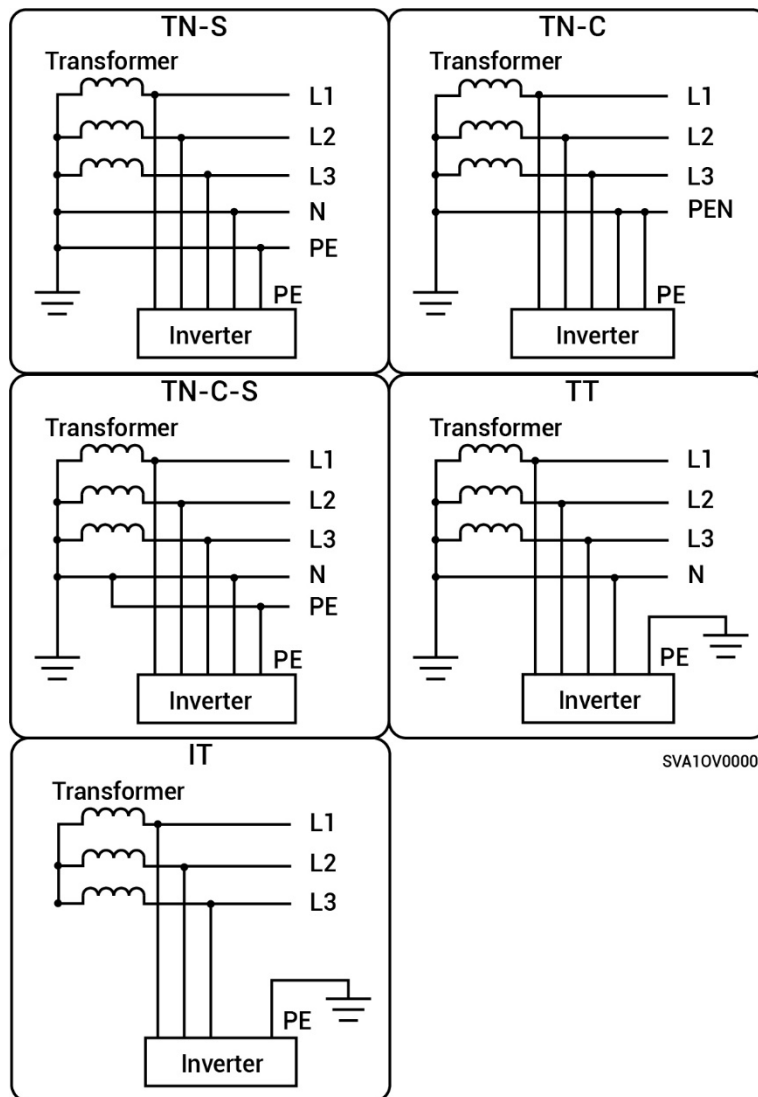 TN-S
Transformer
L1
L2
L3
N
PE
PE
Inverter
TN-C
Transformer
L1
L2
L3
PEN
PE
Inverter
TN-C-S
Transformer
L1
L2
L3
N
PE
PE
Inverter
TT
Transformer
L1
L2
L3
N
PE
Inverter
SVA1OV0000
IT
Transformer
L1
L2
L3
PE
Inverter